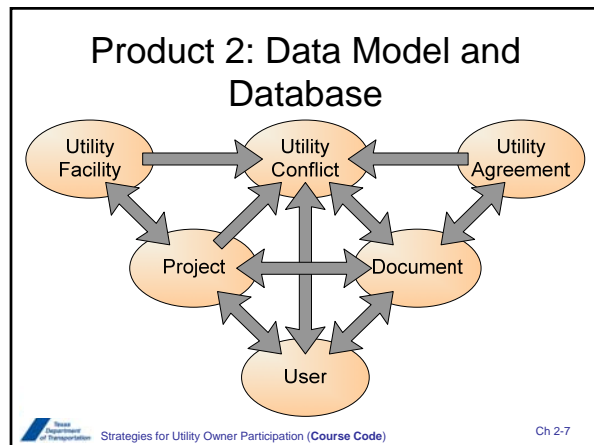 Product 2: Data Model and
Database
Utility
Facility
Utility
Conflict
Utility
Agreement
Project
Document
User
Texas
Department
of Transportation
Strategies for Utility Owner Participation (Course Code)
Ch 2-7